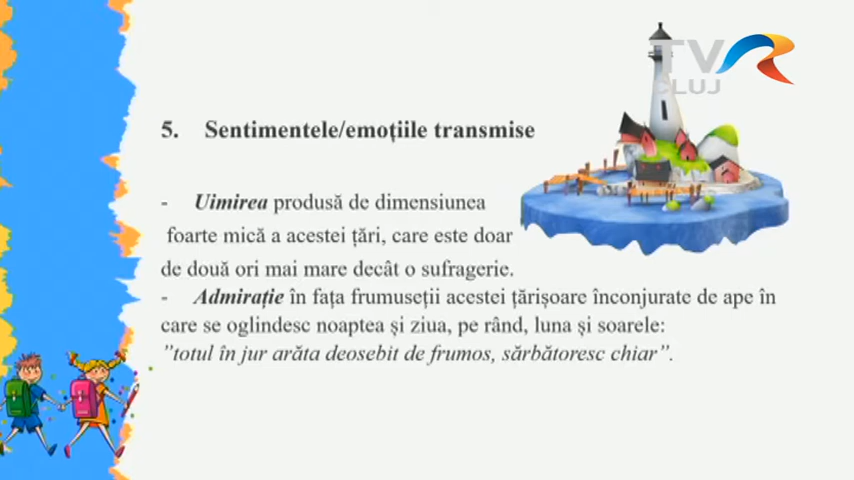 TVR
CLUJ
5. Sentimentele/emoțiile transmise
- Uimirea produsă de dimensiunea
foarte mică a acestei țări, care este doar
de două ori mai mare decât o sufragerie.
- Admirație în fața frumuseții acestei țărișoare înconjurate de ape în
care se oglindesc noaptea și ziua, pe rând, luna și soarele:
”totul în jur arăta deosebit de frumos, sărbătoresc chiar”.